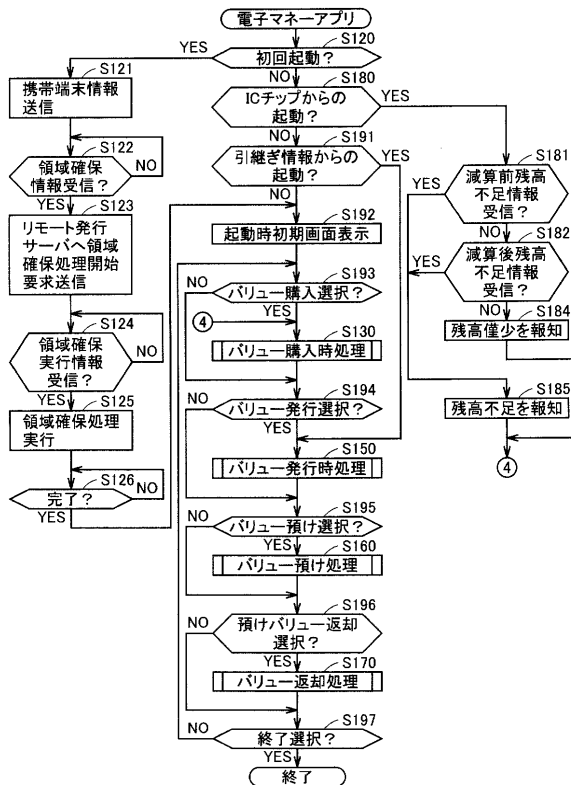 電子マネーアプリ
S120
初回起動？
YES
NO
S121
携帯端末情報
送信
S122
領域確保
情報受信？
NO
YES
S123
リモート発行
サーバへ領域
確保処理開始
要求送信
S124
領域確保
実行情報
受信？
NO
YES
S125
領域確保処理
実行
S126
完了？
NO
YES
S180
ICチップからの
起動？
YES
NO
S191
引継ぎ情報からの
起動？
YES
NO
S192
起動時初期画面表示
S193
バリュー購入選択？
NO
YES
④
S130
バリュー購入時処理
S194
バリュー発行選択？
NO
YES
S150
バリュー発行時処理
S195
バリュー預け選択？
NO
YES
S160
バリュー預け処理
S196
預けバリュー返却
選択？
NO
YES
S170
バリュー返却処理
S197
終了選択？
NO
YES
終了
S181
減算前残高
不足情報
受信？
YES
S182
減算後残高
不足情報
受信？
YES
NO
S184
残高僅少を報知
S185
残高不足を報知
④